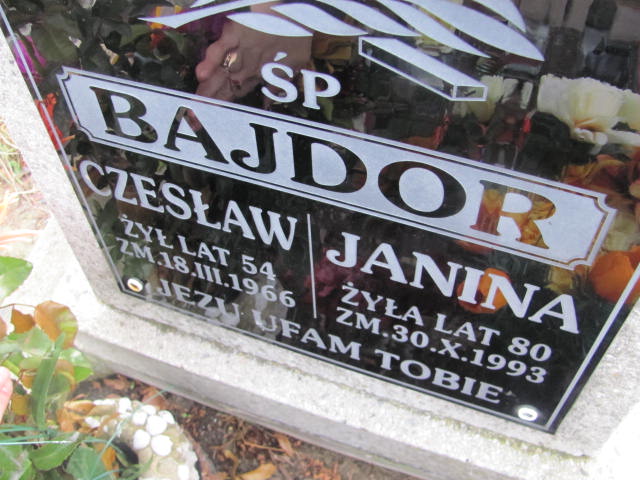 ŚP
BAJDOR
CZESŁAW
ŻYŁ LAT 54
ZM.18.III.1966
JANINA
ŻYŁA LAT 80
ZM.30.X.1993
JEZU UFAM TOBIE